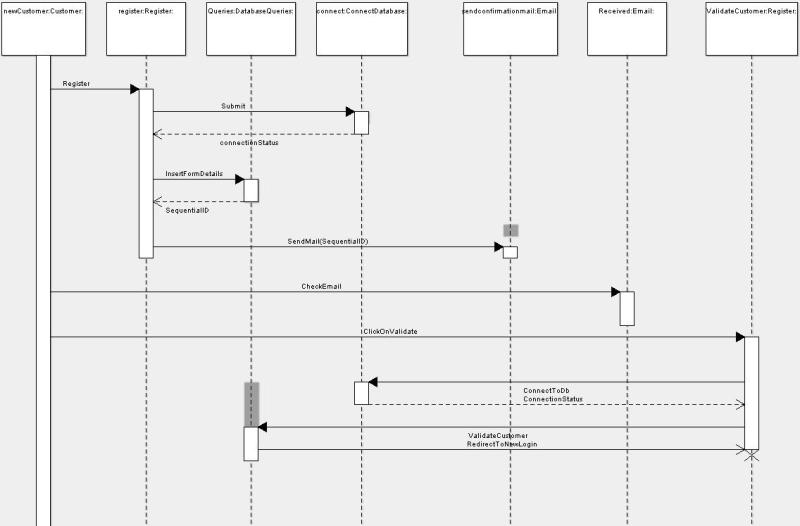 newCustomer:Customer:
register:Register:
Queries:DatabaseQueries:
connect:ConnectDatabase:
sendconfirmationmail:Email
Received:Email:
ValidateCustomer:Register:
Register
Submit
connectionStatus
InsertFormDetails
SequentialID
SendMail(SequentialID)
CheckEmail
ClickOnValidate
ConnectToDb
ConnectionStatus
ValidateCustomer
RedirectToNewLogin